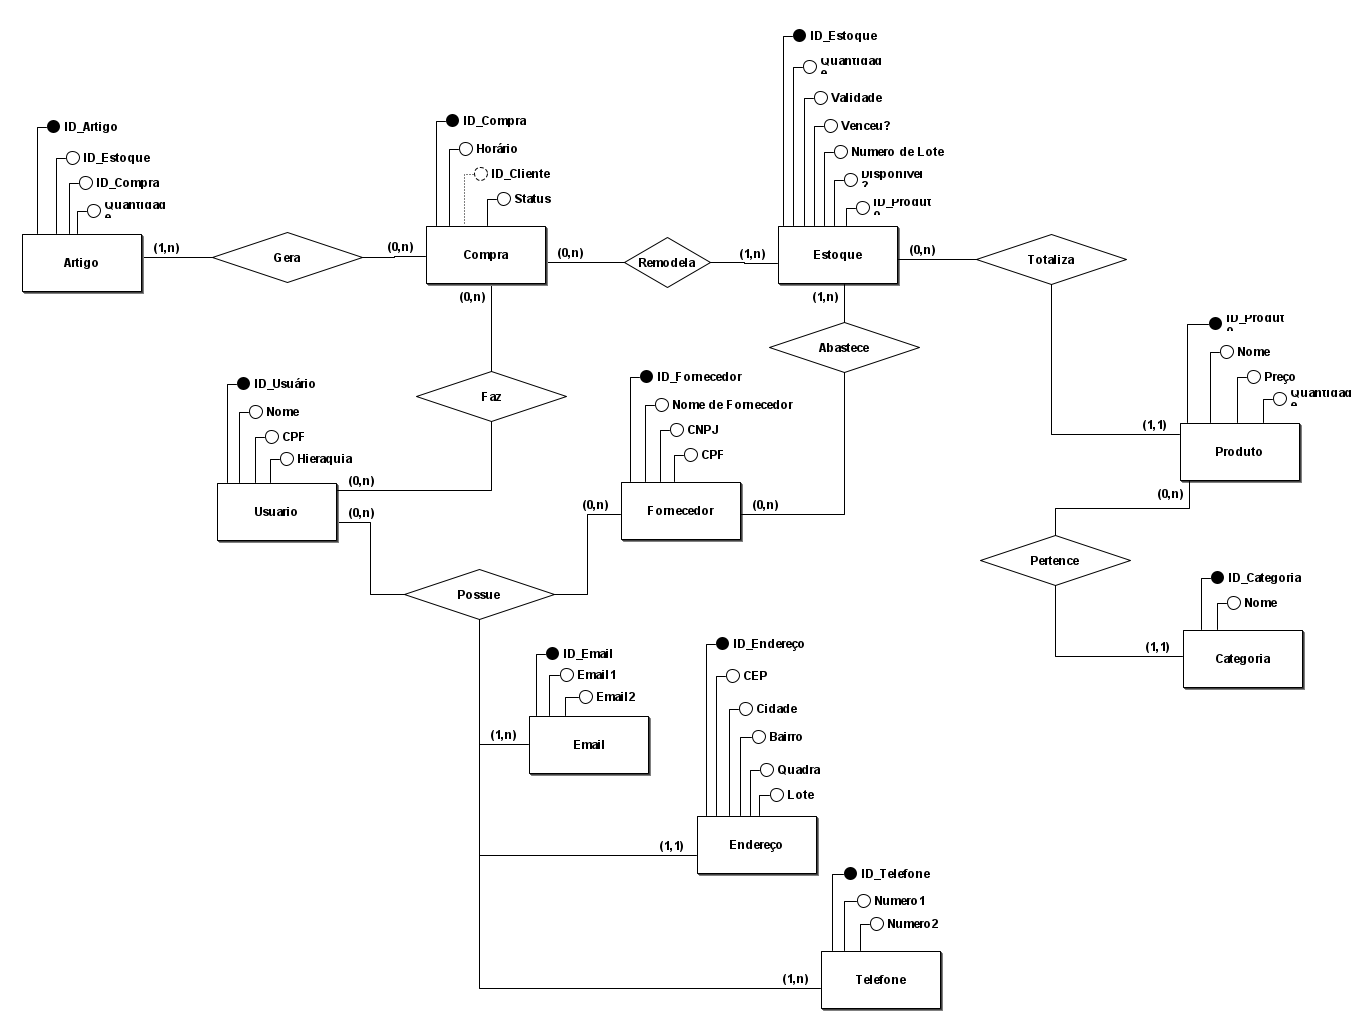 ID_Estoque
Quantidad
e
Validade
Venceu?
Numero de Lote
Disponivel
?
ID_Produt
o
ID_Artigo
ID_Estoque
ID_Compra
Quantidad
e
ID_Compra
Horário
ID_Cliente
Status
Artigo
(1,n)
Gera
(0,n)
Compra
(0,n)
Remodela
(1,n)
Estoque
(0,n)
Totaliza
(0,n)
(1,n)
Abastece
ID_Produt
o
Nome
Preço
Quantidad
e
(1,1)
Produto
(0,n)
Faz
ID_Usuário
Nome
CPF
Hieraquia
(0,n)
Usuario
(0,n)
ID_Fornecedor
Nome de Fornecedor
CNPJ
CPF
(0,n)
Fornecedor
(0,n)
Pertence
ID_Categoria
Nome
(1,1)
Categoria
Possue
ID_Email
Email1
Email2
(1,n)
Email
ID_Endereço
CEP
Cidade
Bairro
Quadra
Lote
(1,1)
Endereço
ID_Telefone
Numero1
Numero2
(1,n)
Telefone